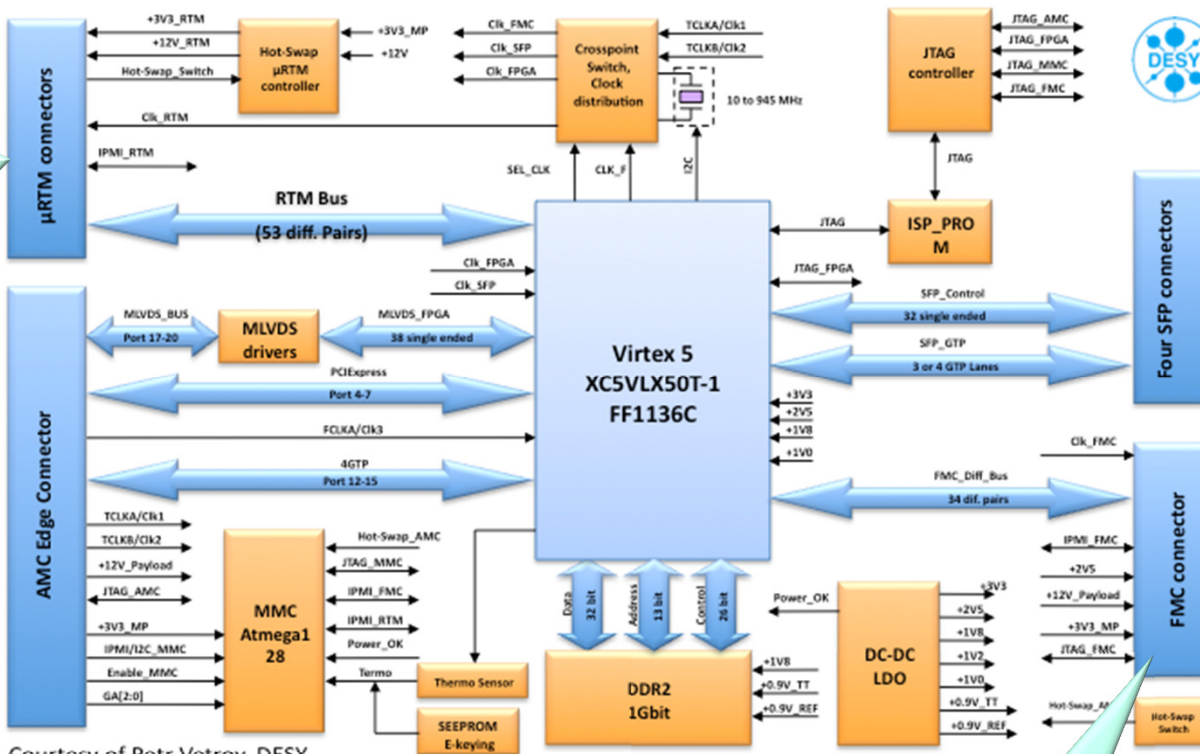 +3V3_RTM
+12V_RTM
Hot-Swap_Switch
Hot-Swap
µRTM
controller
+3V3_MP
+12V
Clk_RTM
IPMI_RTM
µRTM connectors
Clk_FMC
Clk_SFP
Clk_FPGA
Crosspoint
Switch,
Clock
distribution
TCLKA/Clk1
TCLKB/Clk2
10 to 945 MHz
SEL_CLK
CLK_F
I2C
JTAG
controller
JTAG_AMC
JTAG_FPGA
JTAG_MMC
JTAG_FMC
DESY
JTAG
ISP_PRO
M
JTAG
JTAG_FPGA
RTM Bus
(53 diff. Pairs)
Clk_FPGA
Clk_SFP
MLVDS_BUS
Port 17-20
MLVDS
drivers
MLVDS_FPGA
38 single ended
PCIExpress
Port 4-7
FCLKA/Clk3
4GTP
Port 12-15
AMC Edge Connector
Virtex 5
XC5VLX50T-1
FF1136C
SFP_Control
32 single ended
SFP_GTP
3 or 4 GTP Lanes
Four SFP connectors
+3V3
+2V5
+1V8
+1V0
FMC_Diff_Bus
34 dif. pairs
Clk_FMC
IPMI_FMC
+2V5
+12V_Payload
+3V3_MP
JTAG_FMC
FMC connector
TCLKA/Clk1
TCLKB/Clk2
+12V_Payload
JTAG_AMC
+3V3_MP
IPMI/I2C_MMC
Enable_MMC
GA[2:0]
MMC
Atmega1
28
Hot-Swap_AMC
JTAG_MMC
IPMI_FMC
IPMI_RTM
Power_OK
Termo
Thermo Sensor
SEEPROM
E-keying
Data
32 bit
Address
13 bit
Control
26 bit
DDR2
1Gbit
+1V8
+0.9V_TT
+0.9V_REF
Power_OK
DC-DC
LDO
+3V3
+2V5
+1V8
+1V2
+1V0
+0.9V_TT
+0.9V_REF
Hot-Swap
Switch
Courtesy of Petr Vetrov, DESY